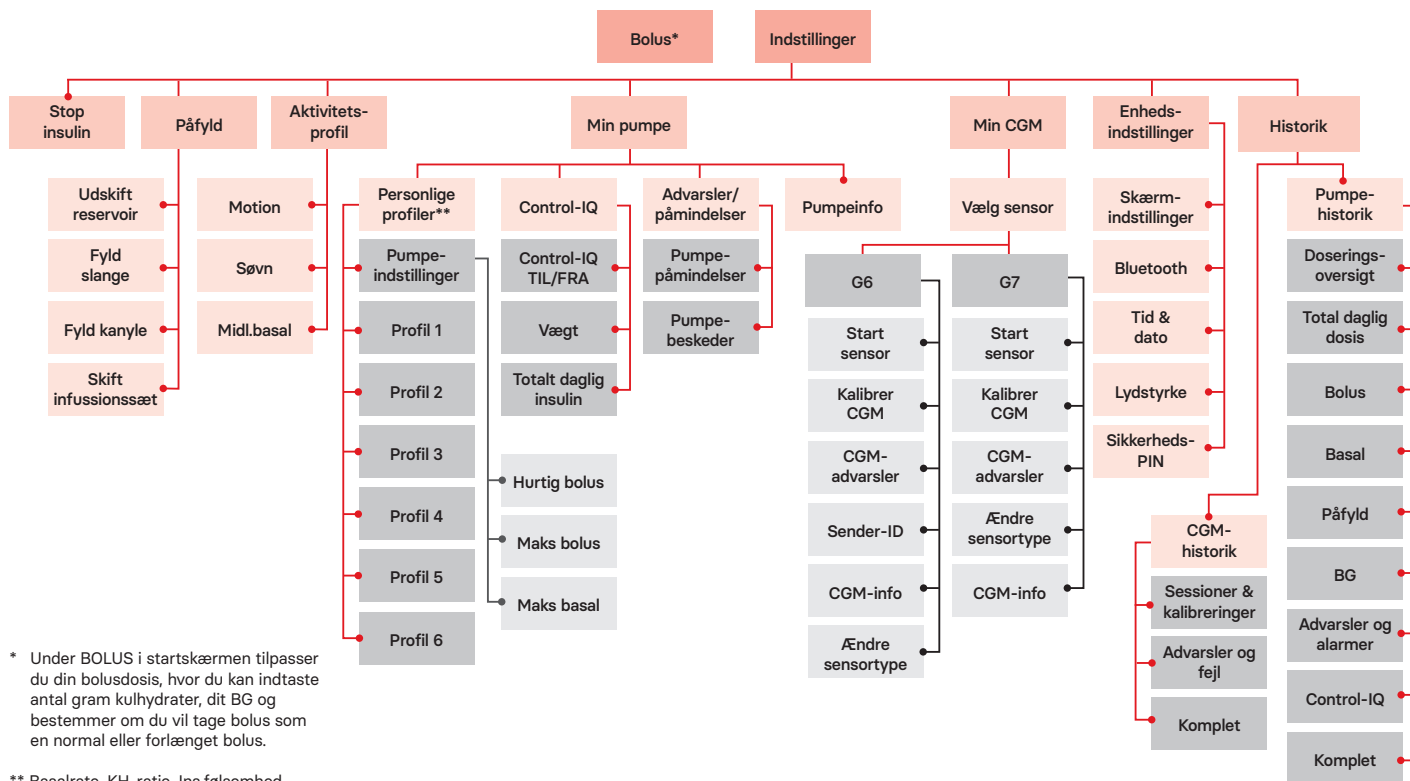 Bolus*
Indstillinger
Stop
insulin
Påfyld
Aktivitets-
profil
Min pumpe
Min CGM
Enheds-
indstillinger
Historik
Udskift
reservoir
Fyld
slange
Fyld kanyle
Skift
infussionssæt
Motion
Søvn
Midl.basal
Personlige
profiler**
Pumpe-
indstillinger
Profil 1
Profil 2
Profil 3
Profil 4
Profil 5
Profil 6
Control-IQ
Control-IQ
TIL/FRA
Vægt
Totalt daglig
insulin
Hurtig bolus
Maks bolus
Maks basal
Advarsler/
påmindelser
Pumpe-
påmindelser
Pumpe-
beskeder
Pumpeinfo
Vælg sensor
G6
Start
sensor
Kalibrer
CGM
CGM-
advarsler
Sender-ID
CGM-info
Ændre
sensortype
G7
Start
sensor
Kalibrer
CGM
CGM-
advarsler
Ændre
sensortype
CGM-info
Skærm-
indstillinger
Bluetooth
Tid &
dato
Lydstyrke
Sikkerheds-
PIN
CGM-
historik
Sessioner &
kalibreringer
Advarsler og
fejl
Komplet
Pumpe-
historik
Doserings-
oversigt
Total daglig
dosis
Bolus
Basal
Påfyld
BG
Advarsler og
alarmer
Control-IQ
Komplet
* Under BOLUS i startskærmen tilpasser
du din bolusdosis, hvor du kan indtaste
antal gram kulhydrater, dit BG og
bestemmer om du vil tage bolus som
en normal eller forlænget bolus.
** Basalrate, KH-ratio, Ins.følsomhed